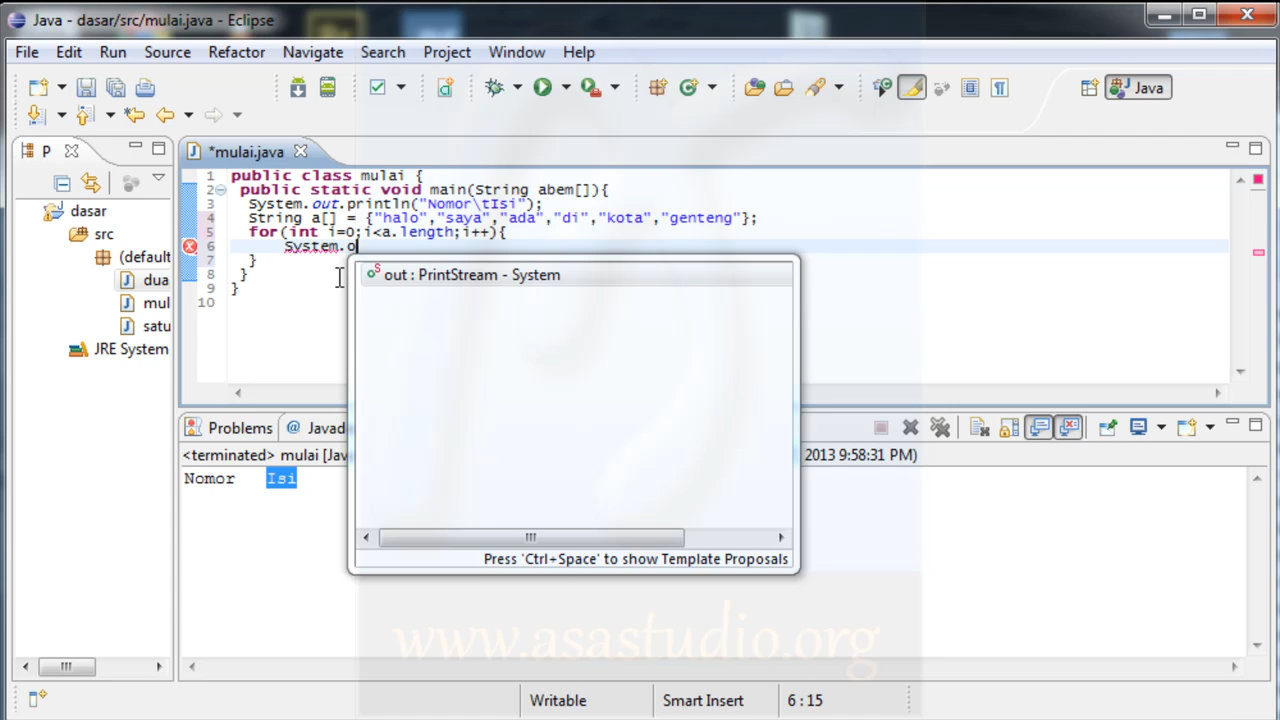 Java - dasar/src/mulai.java - Eclipse
File Edit Run Source Refactor Navigate Search Project Window Help
Java
P
*mulai.java
dasar
src
(default
dua
mul
satu
JRE System
1 public class mulai {
2 public static void main(String abem[]){
3 System.out.println("Nomor\tIsi");
4 String a[] = {"halo","saya","ada","di","kota","genteng"};
5 for(int i=0;i<a.length;i++){
6 System.o
7 }
8 }
9 }
10
out : PrintStream - System
Press 'Ctrl+Space' to show Template Proposals
Problems @ Javad
<terminated> mulai [Jav 2013 9:58:31 PM)
Nomor Isi
www.asastudio.org
Writable Smart Insert 6 : 15